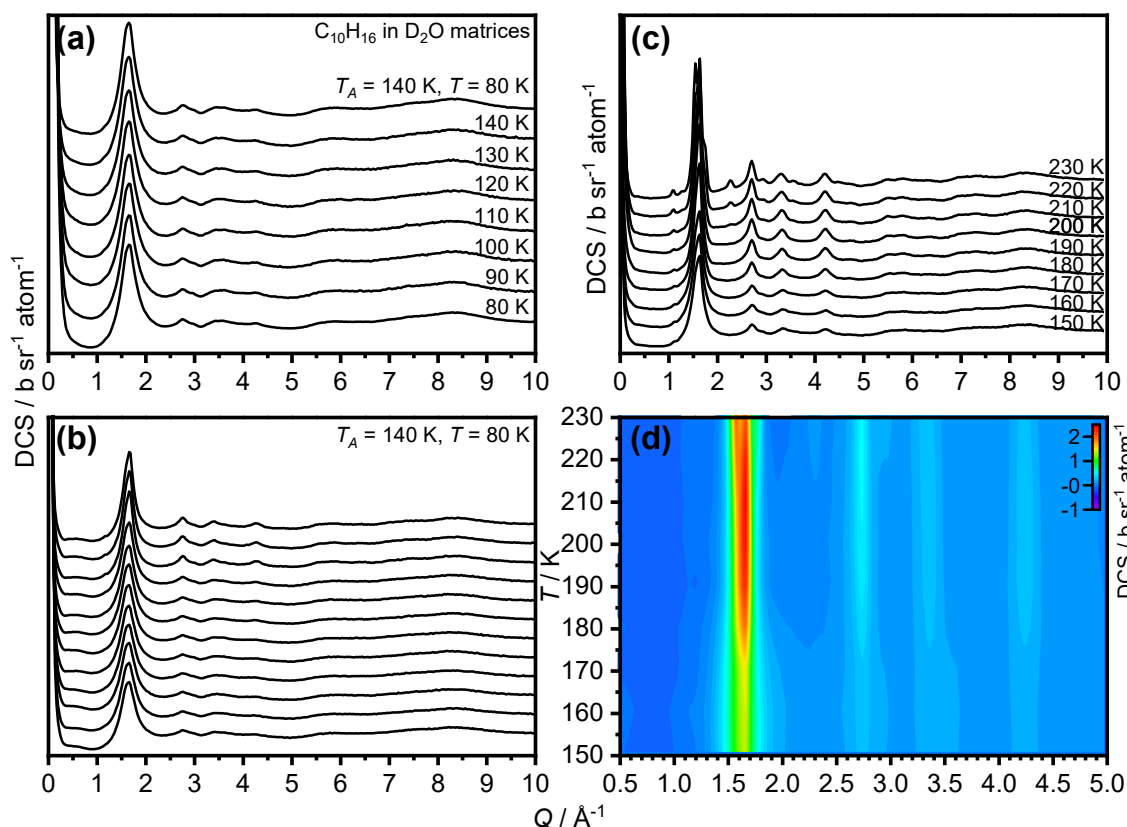 (a)
C₁₀H₁₆ in D₂O matrices
T_A = 140 K, T = 80 K
140 K
130 K
120 K
110 K
100 K
90 K
80 K
0 1 2 3 4 5 6 7 8 9 10
(b)
T_A = 140 K, T = 80 K
0 1 2 3 4 5 6 7 8 9 10
DCS / b sr⁻¹ atom-1
(c)
DCS / b sr⁻¹ atom-1
230 K
220 K
210 K
200 K
190 K
180 K
170 K
160 K
150 K
0 1 2 3 4 5 6 7 8 9 10
(d)
T / K
230
220
210
200
190
180
170
160
150
0.5 1.0 1.5 2.0 2.5 3.0 3.5 4.0 4.5 5.0
2
1
-0
-1
DCS / b sr⁻¹ atom⁻¹
Q / Å⁻¹